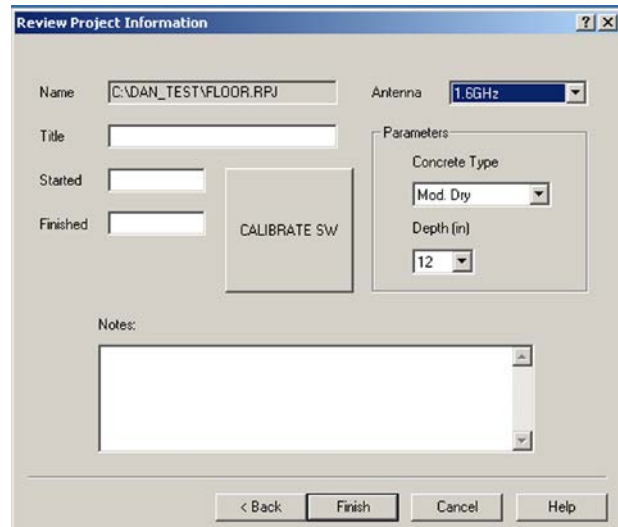 Review Project Information
Name C:\DAN_TEST\FLOOR.RPJ Antenna 1.6GHz
Title
Parameters
Concrete Type
Started
Mod. Dry
Finished
CALIBRATE SW
Depth (in)
12
Notes:
< Back Finish Cancel Help